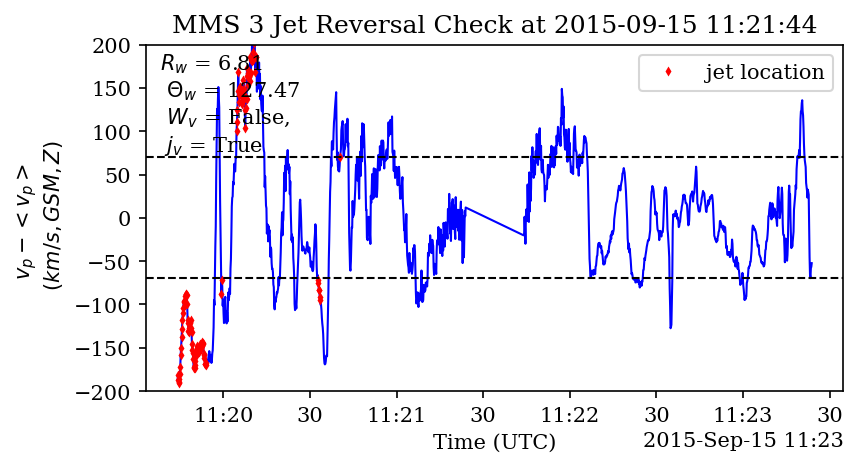 MMS 3 Jet Reversal Check at 2015-09-15 11:21:44
R_w = 6.84
Θ_w = 127.47
W_v = False,
j_v = True
jet location
200
150
100
50
0
−50
−100
−150
−200
v_p − < v_p >
(km/s, GSM, Z)
11:20 30 11:21 30 11:22 30 11:23 30
Time (UTC)
2015-Sep-15 11:23